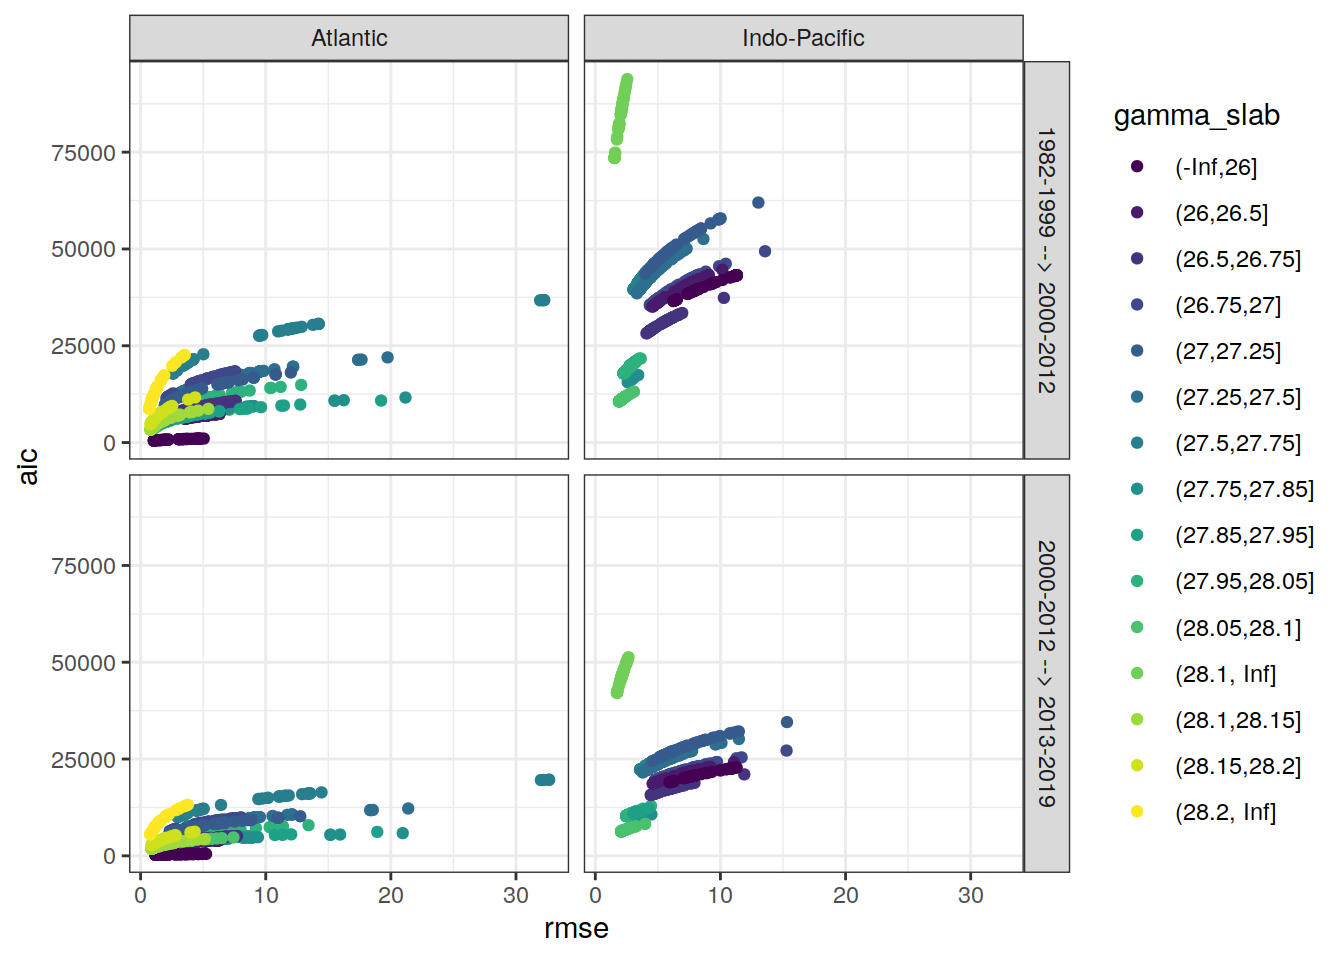 Atlantic
Indo-Pacific
75000
50000
25000
0
1982-1999 --> 2000-2012
75000
50000
25000
0
2000-2012 --> 2013-2019
aic
0
10
20
30
0
10
20
30
rmse
gamma_slab
(-Inf,26]
(26,26.5]
(26.5,26.75]
(26.75,27]
(27,27.25]
(27.25,27.5]
(27.5,27.75]
(27.75,27.85]
(27.85,27.95]
(27.95,28.05]
(28.05,28.1]
(28.1, Inf]
(28.1,28.15]
(28.15,28.2]
(28.2, Inf]